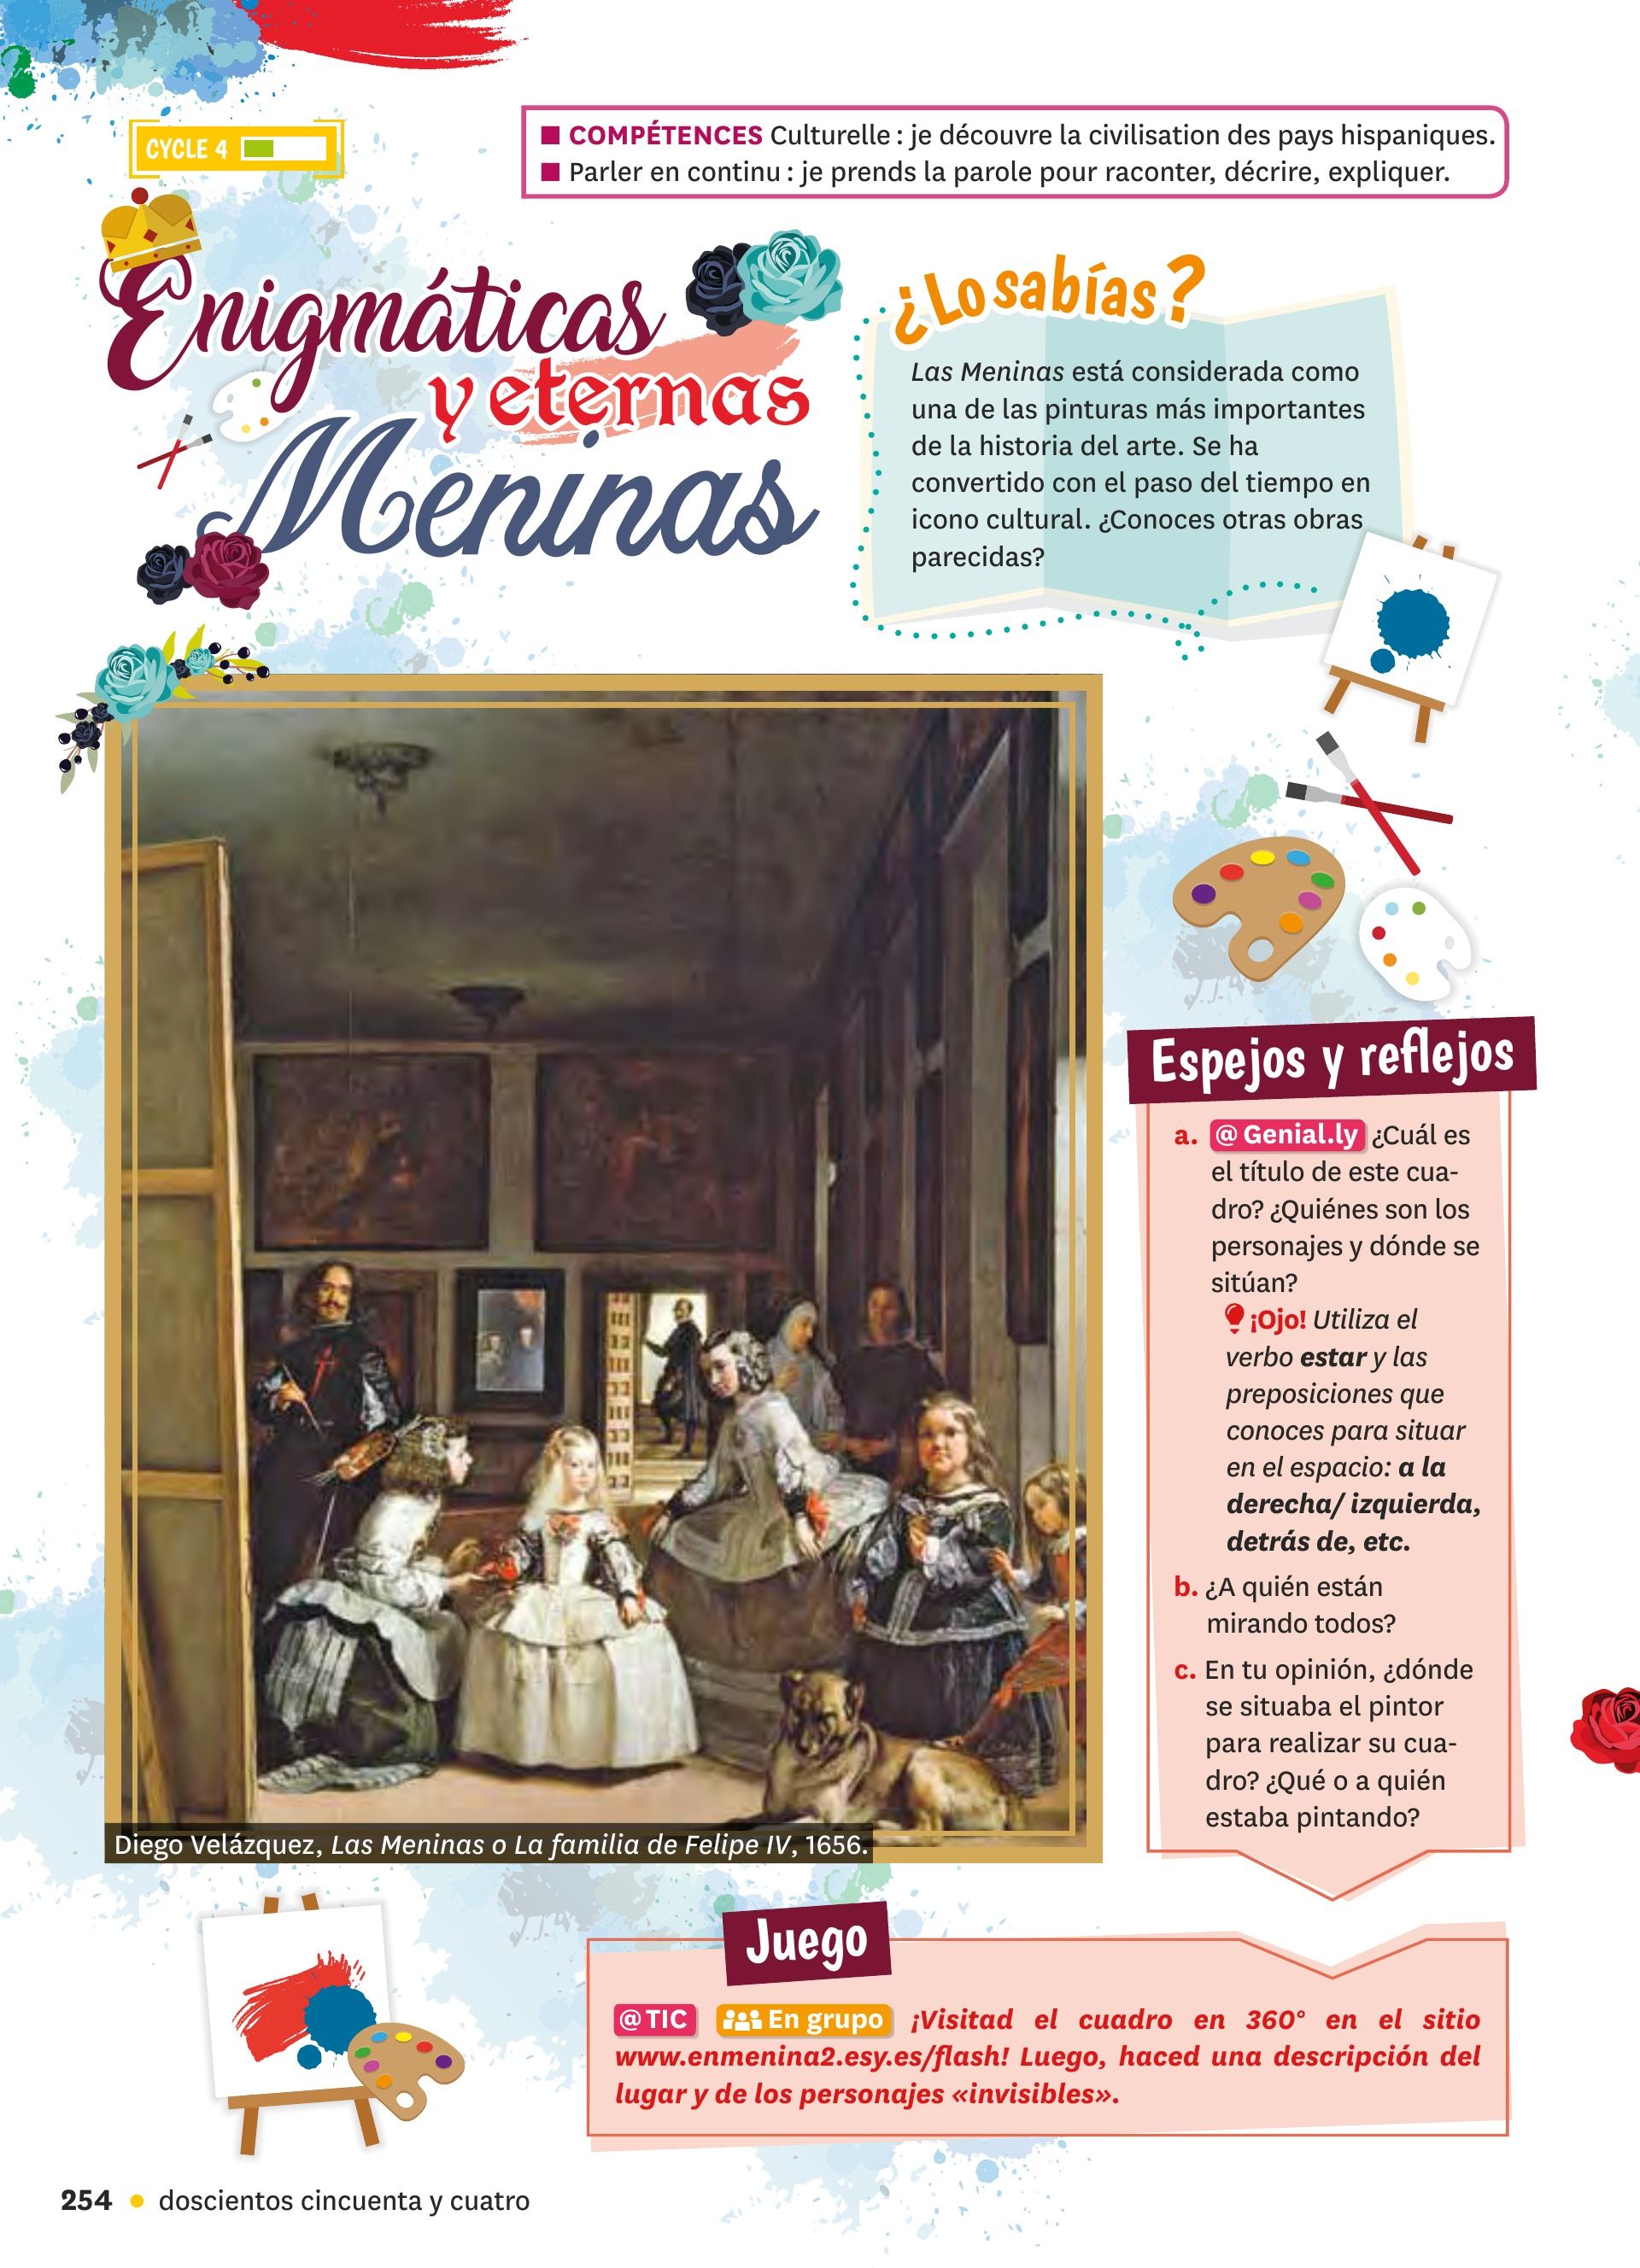 CYCLE 4
■ COMPÉTENCES Culturelle : je découvre la civilisation des pays hispaniques.
■ Parler en continu : je prends la parole pour raconter, décrire, expliquer.
Enigmáticas
y eternas
Meninas
¿Lo sabías?
Las Meninas está considerada como
una de las pinturas más importantes
de la historia del arte. Se ha
convertido con el paso del tiempo en
icono cultural. ¿Conoces otras obras
parecidas?
Diego Velázquez, Las Meninas o La familia de Felipe IV, 1656.
Espejos y reflejos
a. @ Genial.ly ¿Cuál es
el título de este cua-
dro? ¿Quiénes son los
personajes y dónde se
sitúan?
¡Ojo! Utiliza el
verbo estar y las
preposiciones que
conoces para situar
en el espacio: a la
derecha/ izquierda,
detrás de, etc.
b. ¿A quién están
mirando todos?
c. En tu opinión, ¿dónde
se situaba el pintor
para realizar su cua-
dro? ¿Qué o a quién
estaba pintando?
Juego
@ TIC En grupo ¡Visitad el cuadro en 360° en el sitio
www.enmenina2.esy.es/flash! Luego, haced una descripción del
lugar y de los personajes «invisibles».
254 • doscientos cincuenta y cuatro